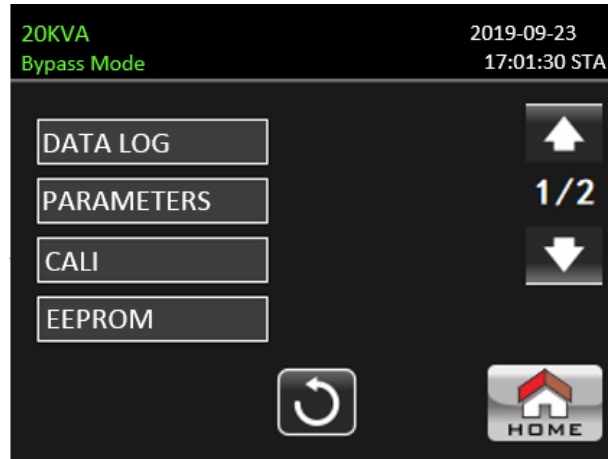 20KVA
2019-09-23
Bypass Mode
17:01:30 STA
DATA LOG
PARAMETERS
1/2
CALI
EEPROM
HOME